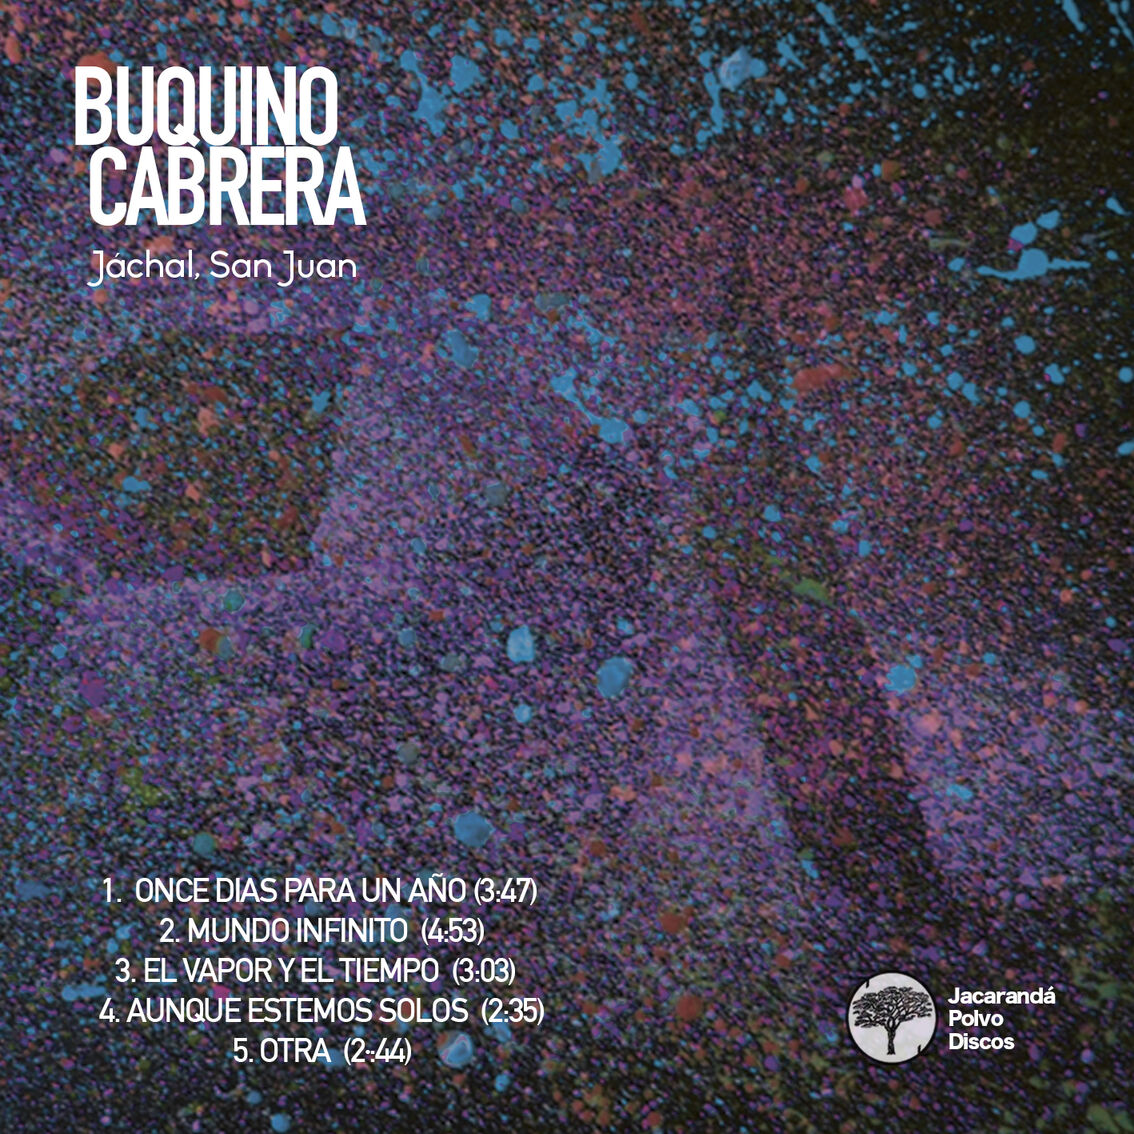 BUQUINO
CABRERA
Jáchal, San Juan
1. ONCE DIAS PARA UN AÑO (3:47)
2. MUNDO INFINITO (4:53)
3. EL VAPOR Y EL TIEMPO (3:03)
4. AUNQUE ESTEMOS SOLOS (2:35)
5. OTRA (2:44)
Jacarandá
Polvo
Discos